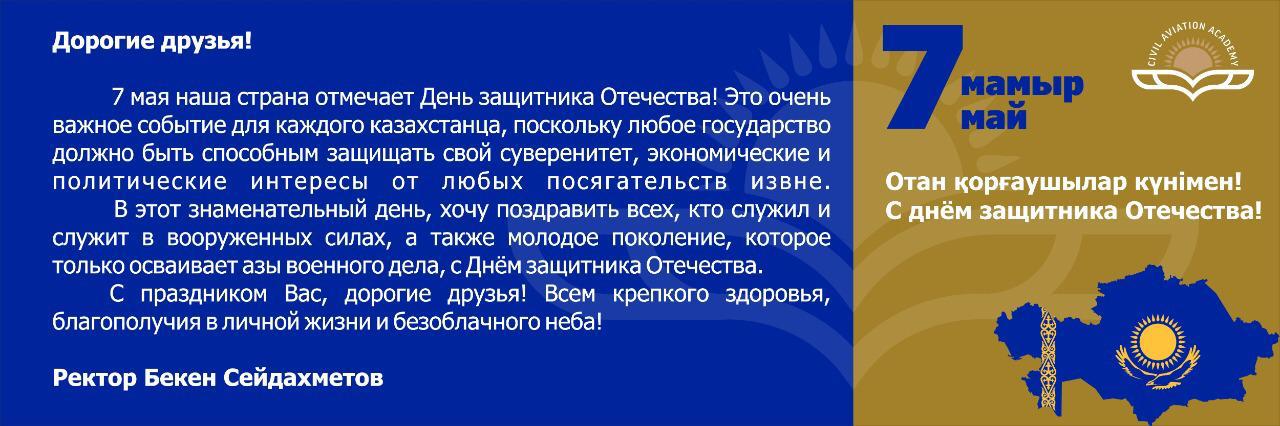 Дорогие друзья!
7 мая наша страна отмечает День защитника Отечества! Это очень
важное событие для каждого казахстанца, поскольку любое государство
должно быть способным защищать свой суверенитет, экономические и
политические интересы от любых посягательств извне.
В этот знаменательный день, хочу поздравить всех, кто служил и
служит в вооруженных силах, а также молодое поколение, которое
только осваивает азы военного дела, с Днём защитника Отечества.
С праздником Вас, дорогие друзья! Всем крепкого здоровья,
благополучия в личной жизни и безоблачного неба!
Ректор Бекен Сейдахметов
7 мамыр
май
CIVIL AVIATION ACADEMY
Отан қорғаушылар күнімен!
С днём защитника Отечества!